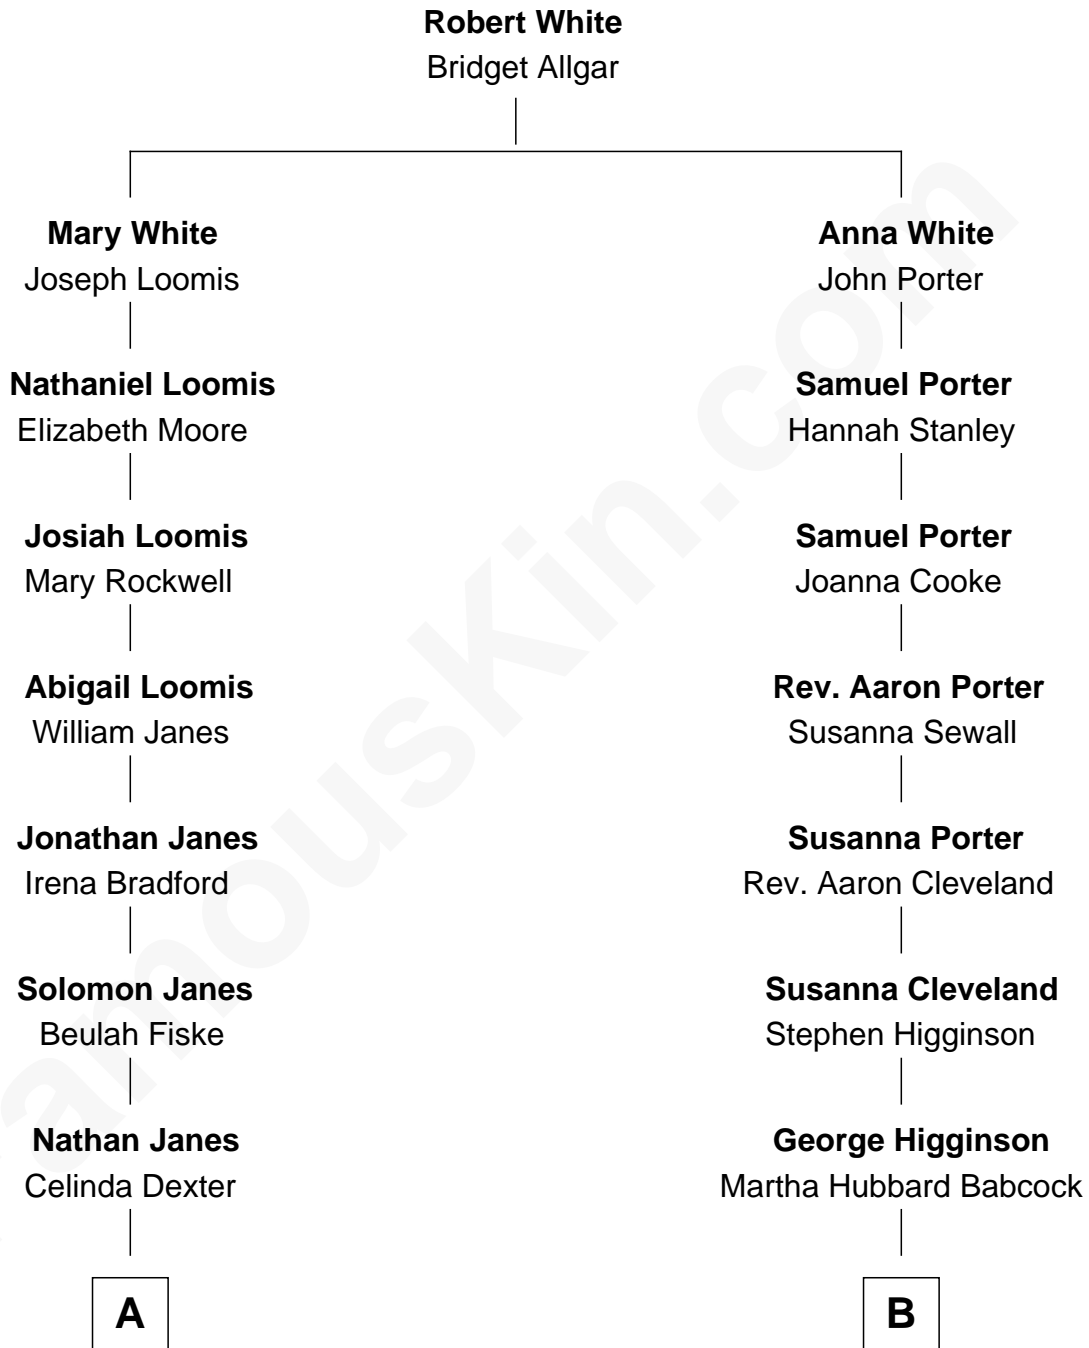 Robert White
Bridget Allgar
Mary White
Joseph Loomis
Anna White
John Porter
Nathaniel Loomis
Elizabeth Moore
Samuel Porter
Hannah Stanley
Josiah Loomis
Mary Rockwell
Samuel Porter
Joanna Cooke
Abigail Loomis
William Janes
Rev. Aaron Porter
Susanna Sewall
Jonathan Janes
Irena Bradford
Susanna Porter
Rev. Aaron Cleveland
Solomon Janes
Beulah Fiske
Susanna Cleveland
Stephen Higginson
Nathan Janes
Celinda Dexter
George Higginson
Martha Hubbard Babcock
A
B
amouskin.com